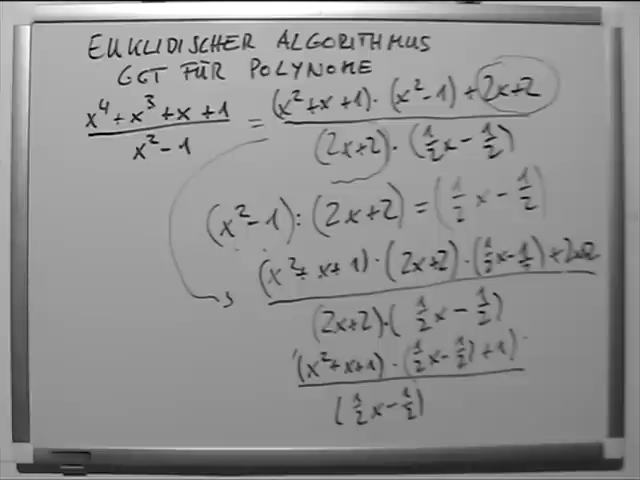 EUKLIDISCHER ALGORITHMUS
GGT FÜR POLYNOME
(x⁴+x³+x+1)/(x²-1) = ((x²+x+1)·(x²-1)+2x+2)/((2x+2)·(1/2x-1/2))
(x²-1):(2x+2)=(1/2x-1/2)
((x²+x+1)·(2x+2)·(1/2x-1/2)+2x+2)/((2x+2)·(1/2x-1/2))
(x²+x+1)·(1/2x-1/2)+1)/(1/2x-1/2)